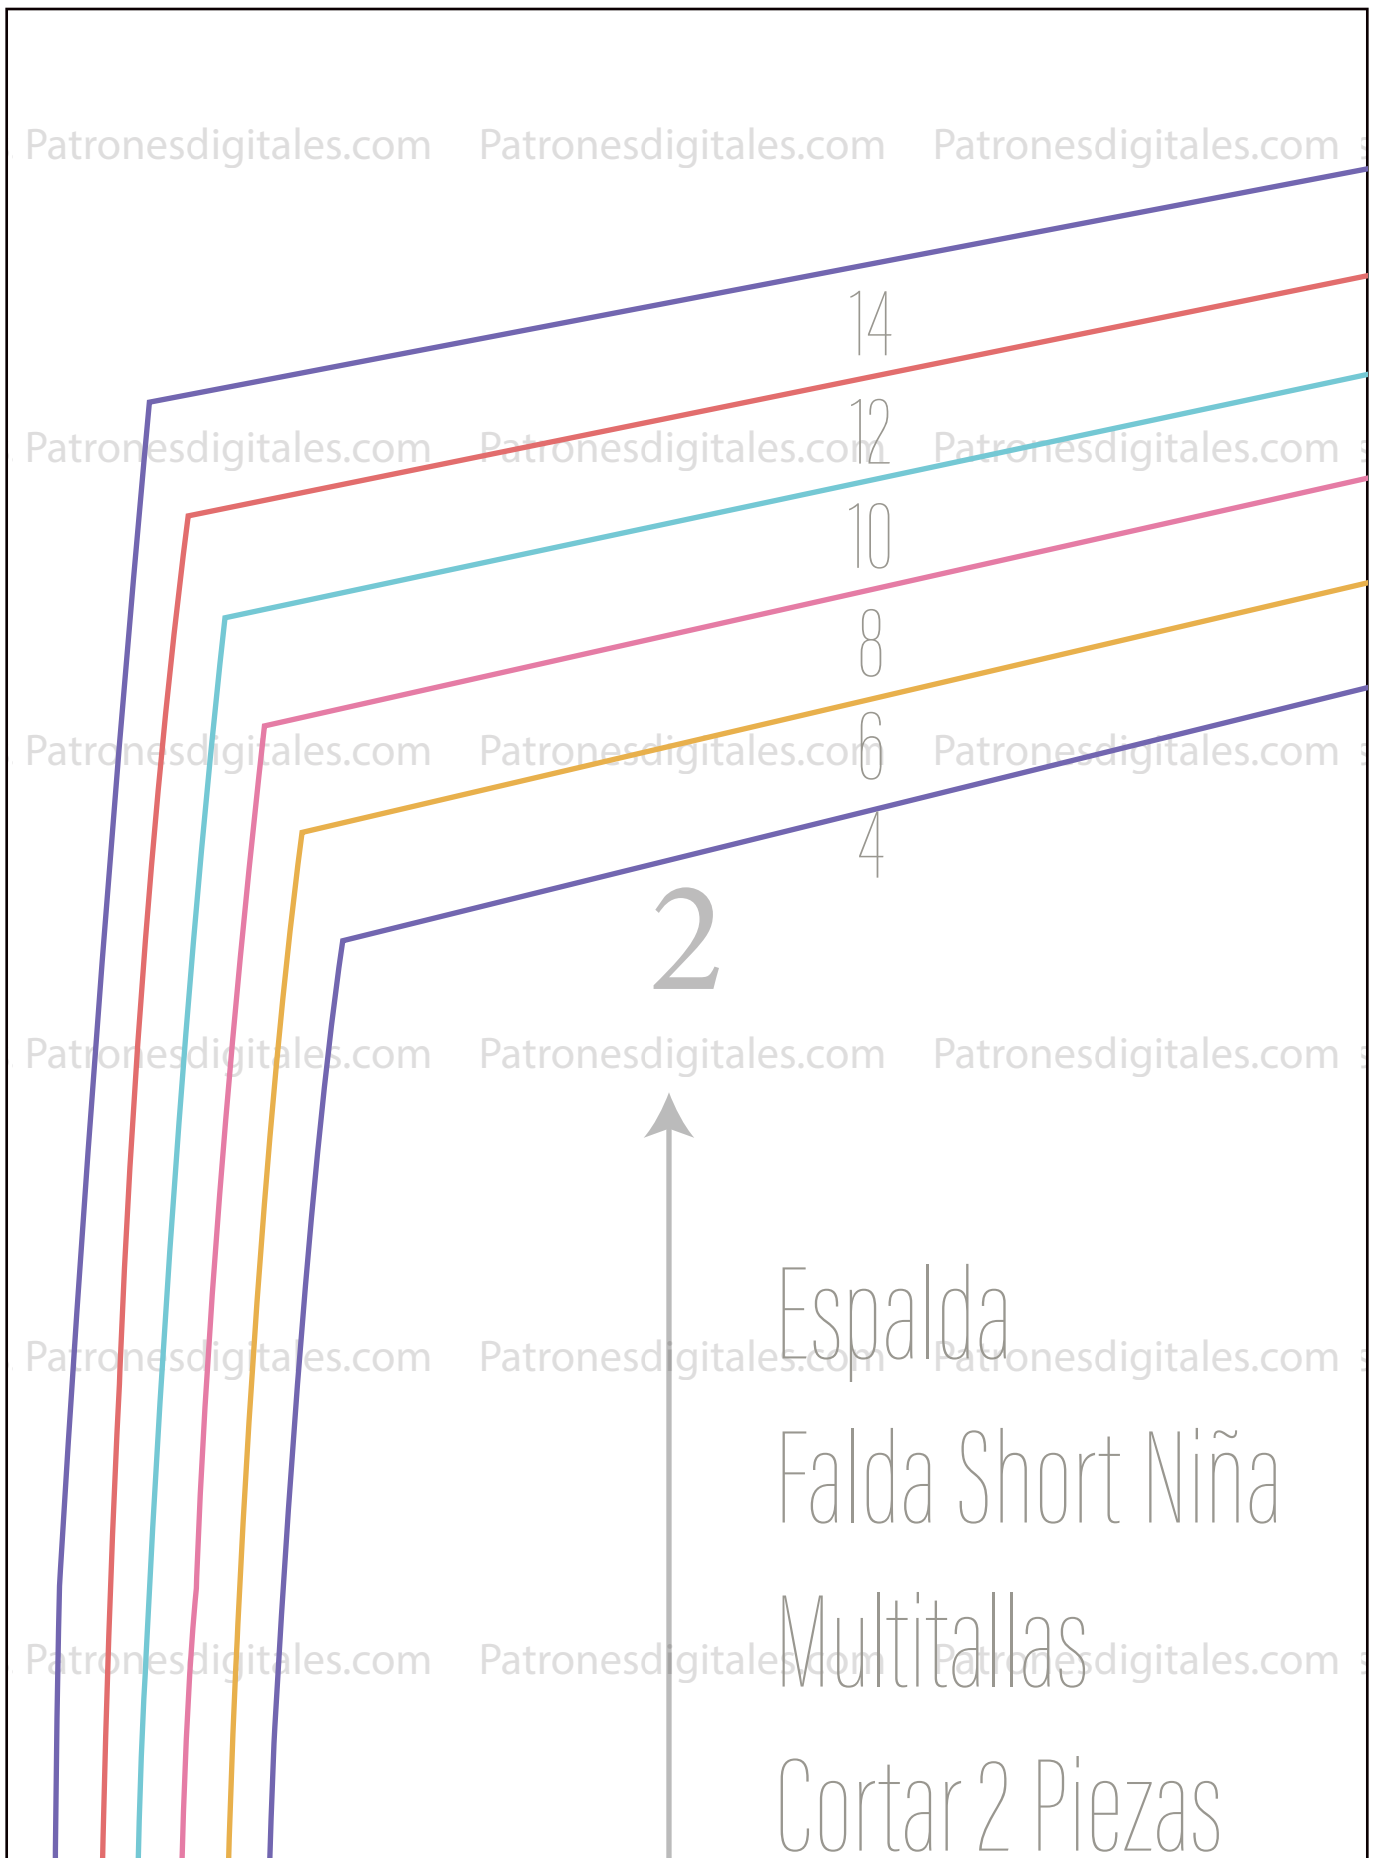 Patronesdigitales.com Patronesdigitales.com Patronesdigitales.com
14
12
Patronesdigitales.com Patronesdigitales.com Patronesdigitales.com
10
8
6
Patronesdigitales.com Patronesdigitales.com Patronesdigitales.com
4
2
Patronesdigitales.com Patronesdigitales.com Patronesdigitales.com
Espalda
Patronesdigitales.com Patronesdigitales.com Patronesdigitales.com
Falda Short Niña
Multitallas
Patronesdigitales.com Patronesdigitales.com Patronesdigitales.com
Cortar 2 Piezas